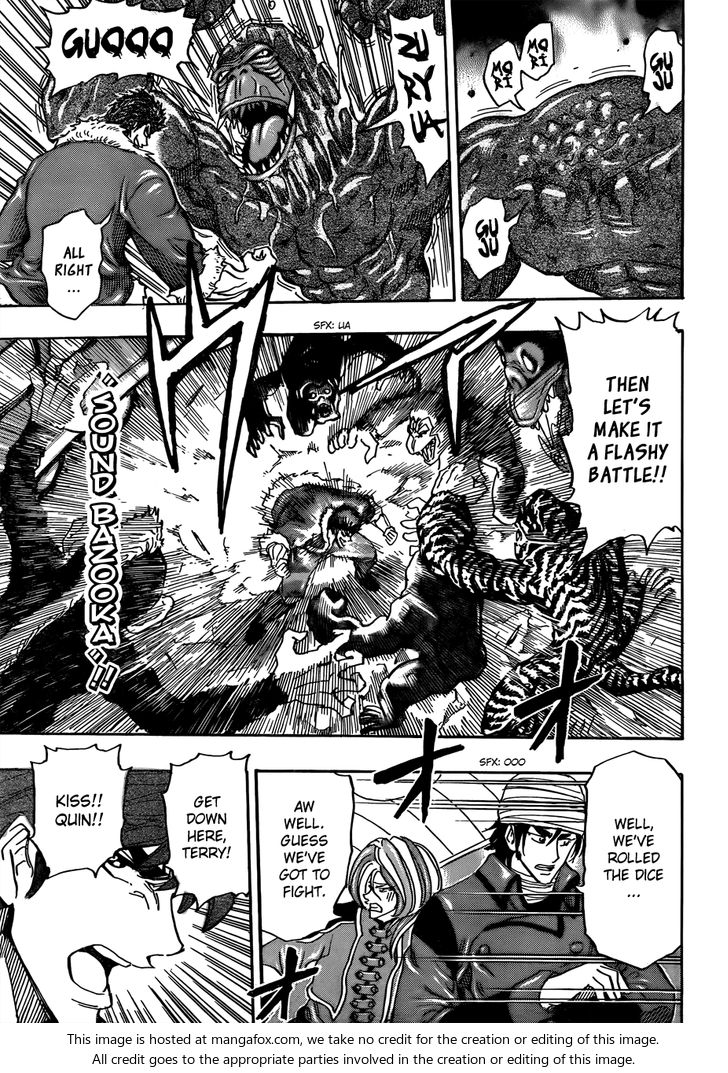 GU
JU
MO
RI
MO
RI
GU
JU
ZU
RY
UA
GUOOO
ALL
RIGHT
...
SFX: UA
THEN
LET'S
MAKE IT
A FLASHY
BATTLE!!
"SOUND BAZOOKA"!!
SFX: OOO
WELL,
WE'VE
ROLLED
THE DICE
...
AW
WELL.
GUESS
WE'VE
GOT TO
FIGHT.
GET
DOWN
HERE,
TERRY!
KISS!!
QUIN!!
This image is hosted at mangafox.com, we take no credit for the creation or editing of this image.
All credit goes to the appropriate parties involved in the creation or editing of this image.